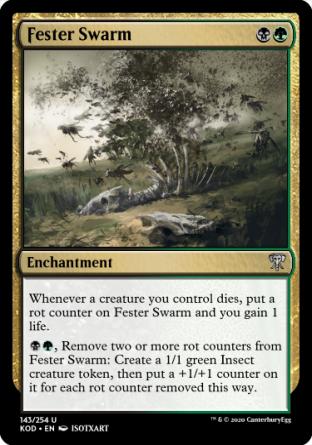 Fester Swarm
Enchantment
Whenever a creature you control dies, put a
rot counter on Fester Swarm and you gain 1
life.
, Remove two or more rot counters from
Fester Swarm: Create a 1/1 green Insect
creature token, then put a +1/+1 counter on
it for each rot counter removed this way.
143/254 U
KOD • EN ISOTXART
™ & © 2020 CanterburyEgg